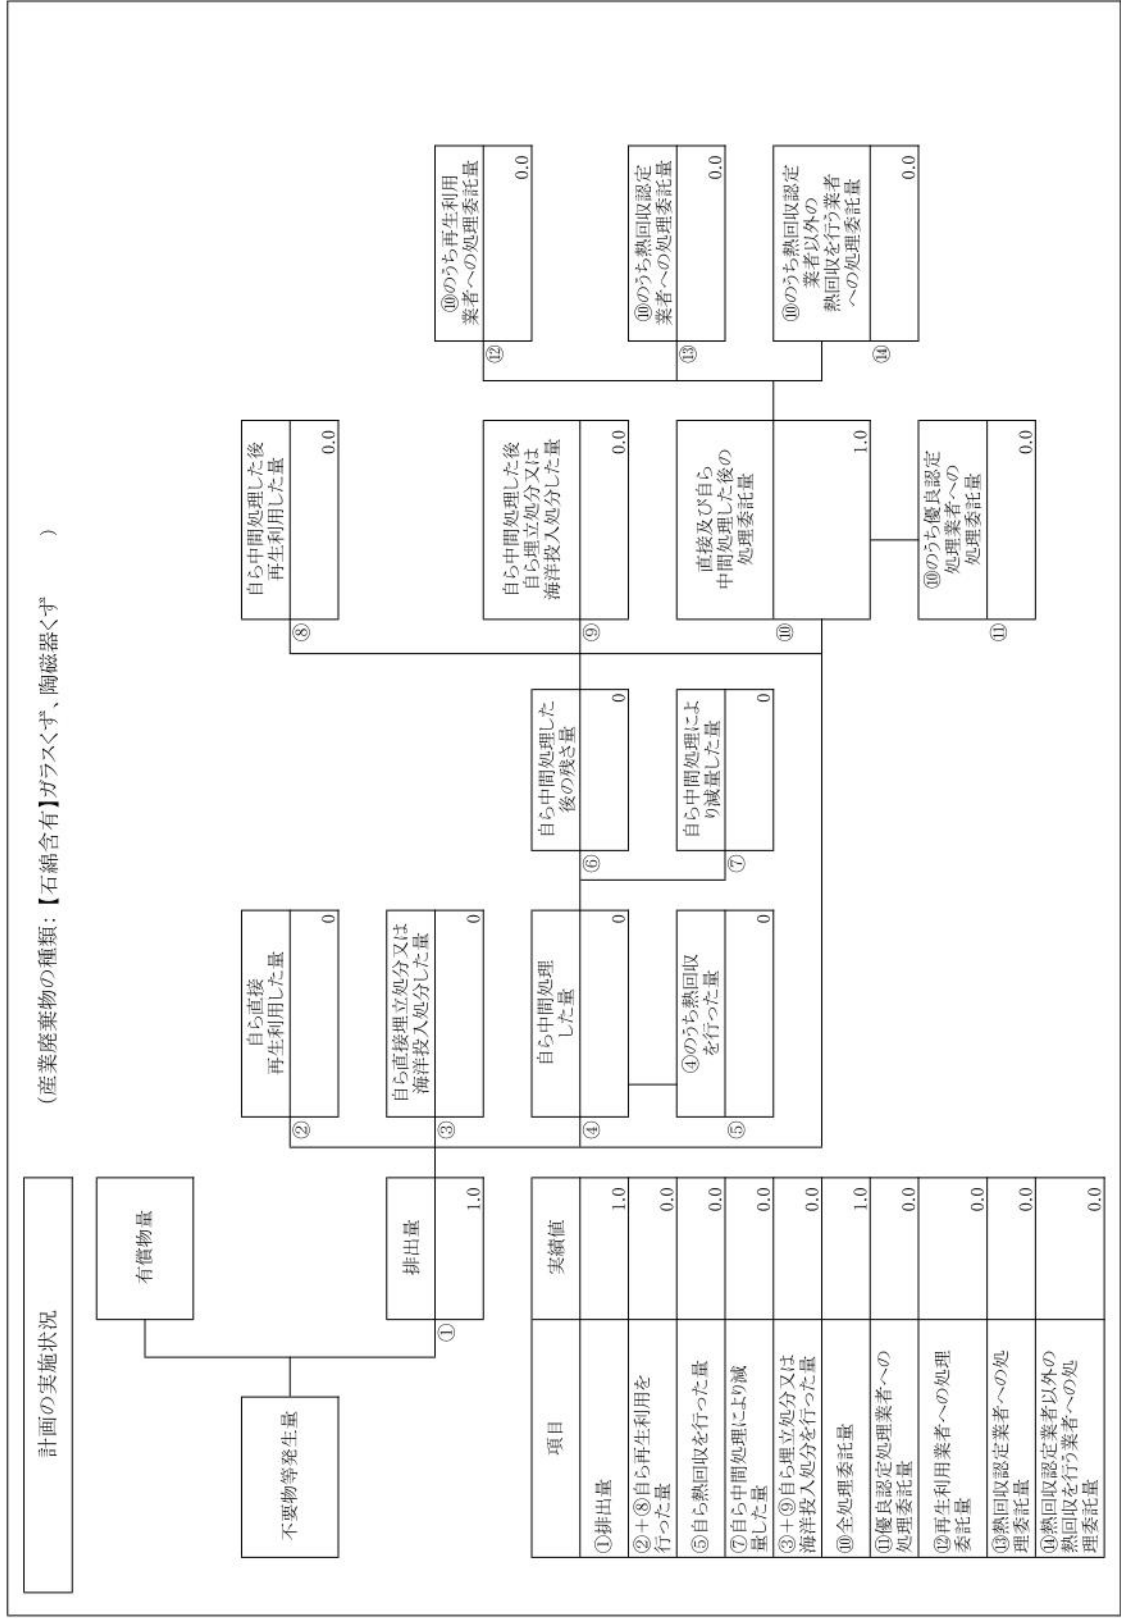 計画の実施状況
(産業廃棄物の種類:【石綿含有】ガラスくず、陶磁器くず )
不要物等発生量
有償物量
①
排出量
1.0
②
自ら直接
再生利用した量
0
③
自ら直接埋立処分又は
海洋投入処分した量
0
④
自ら中間処理
した量
0
⑤
④のうち熱回収
を行った量
0
⑥
自ら中間処理した
後の残さ量
0
⑦
自ら中間処理によ
り減量した量
0
⑧
自ら中間処理した後
再生利用した量
0.0
⑨
自ら中間処理した後
自ら埋立処分又は
海洋投入処分した量
0.0
⑩
直接及び自ら
中間処理した後の
処理委託量
1.0
⑪
⑩のうち優良認定
処理業者への
処理委託量
0.0
⑫
⑩のうち再生利用
業者への処理委託量
0.0
⑬
⑩のうち熱回収認定
業者への処理委託量
0.0
⑭
⑩のうち熱回収認定
業者以外の
熱回収を行う業者
への処理委託量
0.0
項目 実績値
①排出量 1.0
②+⑧自ら再生利用を
行った量 0.0
⑤自ら熱回収を行った量 0.0
⑦自ら中間処理により減
量した量 0.0
③+⑨自ら埋立処分又は
海洋投入処分を行った量 0.0
⑩全処理委託量 1.0
⑪優良認定処理業者への
処理委託量 0.0
⑫再生利用業者への処理
委託量 0.0
⑬熱回収認定業者への処
理委託量 0.0
⑭熱回収認定業者以外の
熱回収を行う業者への処
理委託量 0.0